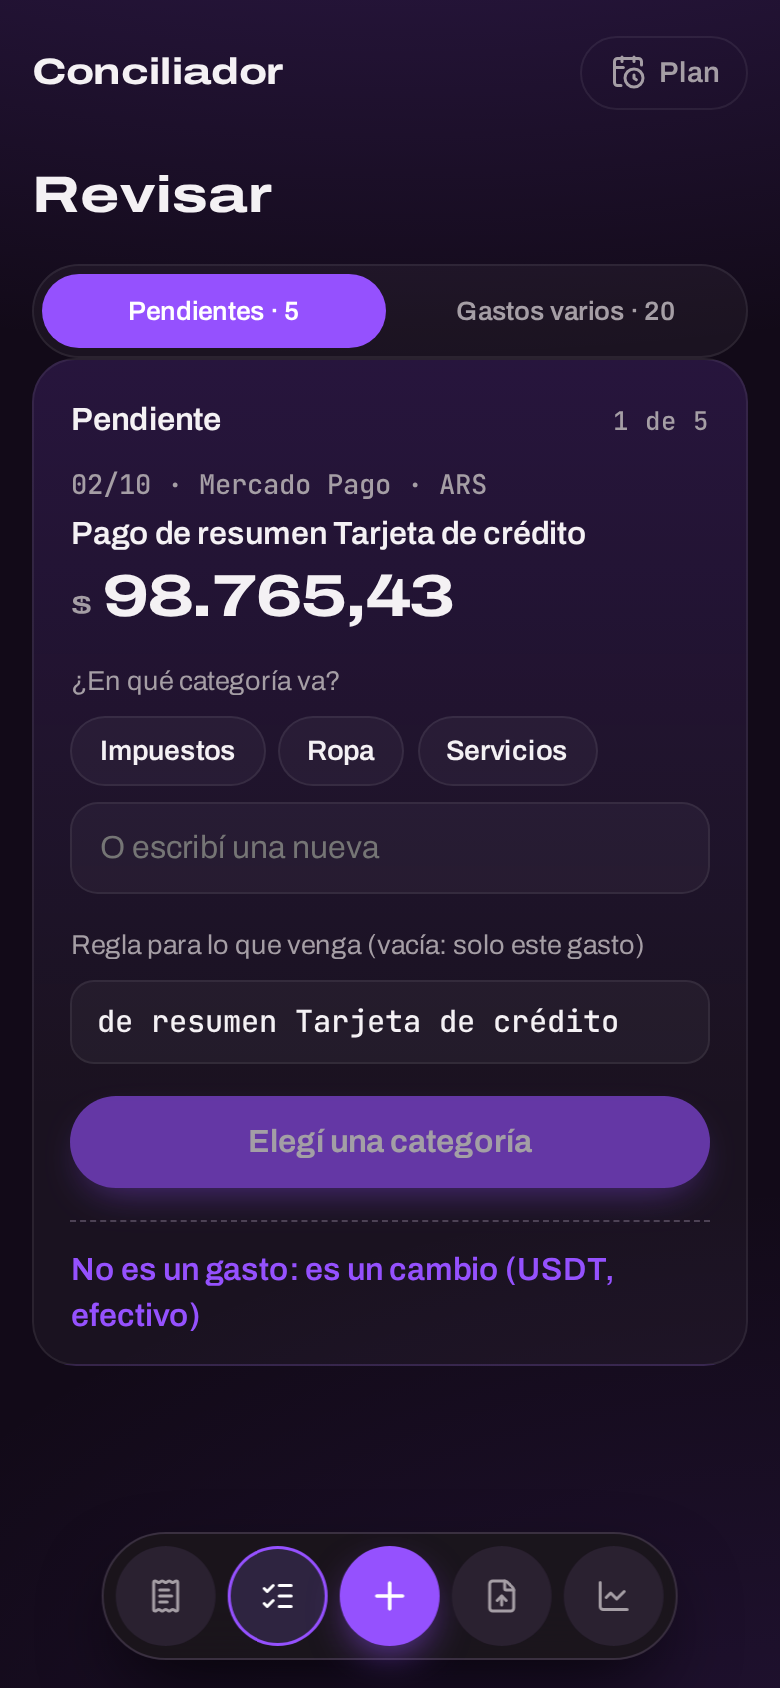 Conciliador
Plan
Revisar
Pendientes · 5
Gastos varios · 20
Pendiente
1 de 5
02/10 · Mercado Pago · ARS
Pago de resumen Tarjeta de crédito
$ 98.765,43
¿En qué categoría va?
Impuestos
Ropa
Servicios
O escribí una nueva
Regla para lo que venga (vacía: solo este gasto)
de resumen Tarjeta de crédito
Elegí una categoría
No es un gasto: es un cambio (USDT,
efectivo)